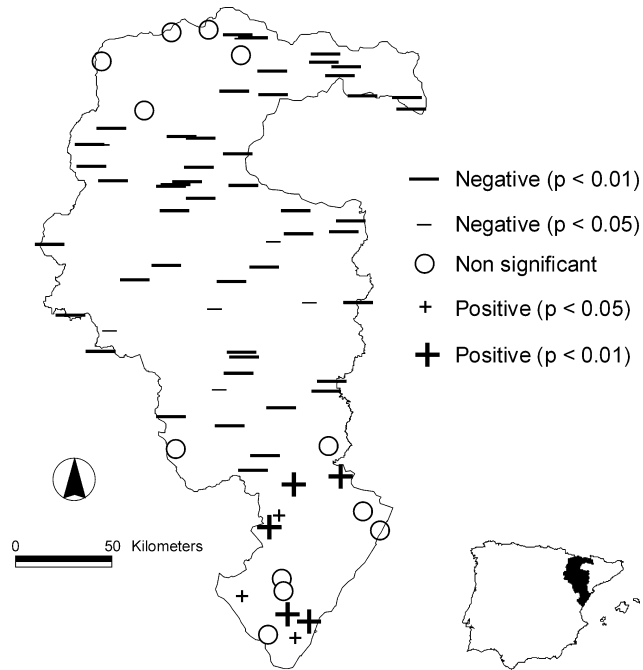 Negative (p < 0.01)
Negative (p < 0.05)
Non significant
Positive (p < 0.05)
Positive (p < 0.01)
0 50 Kilometers